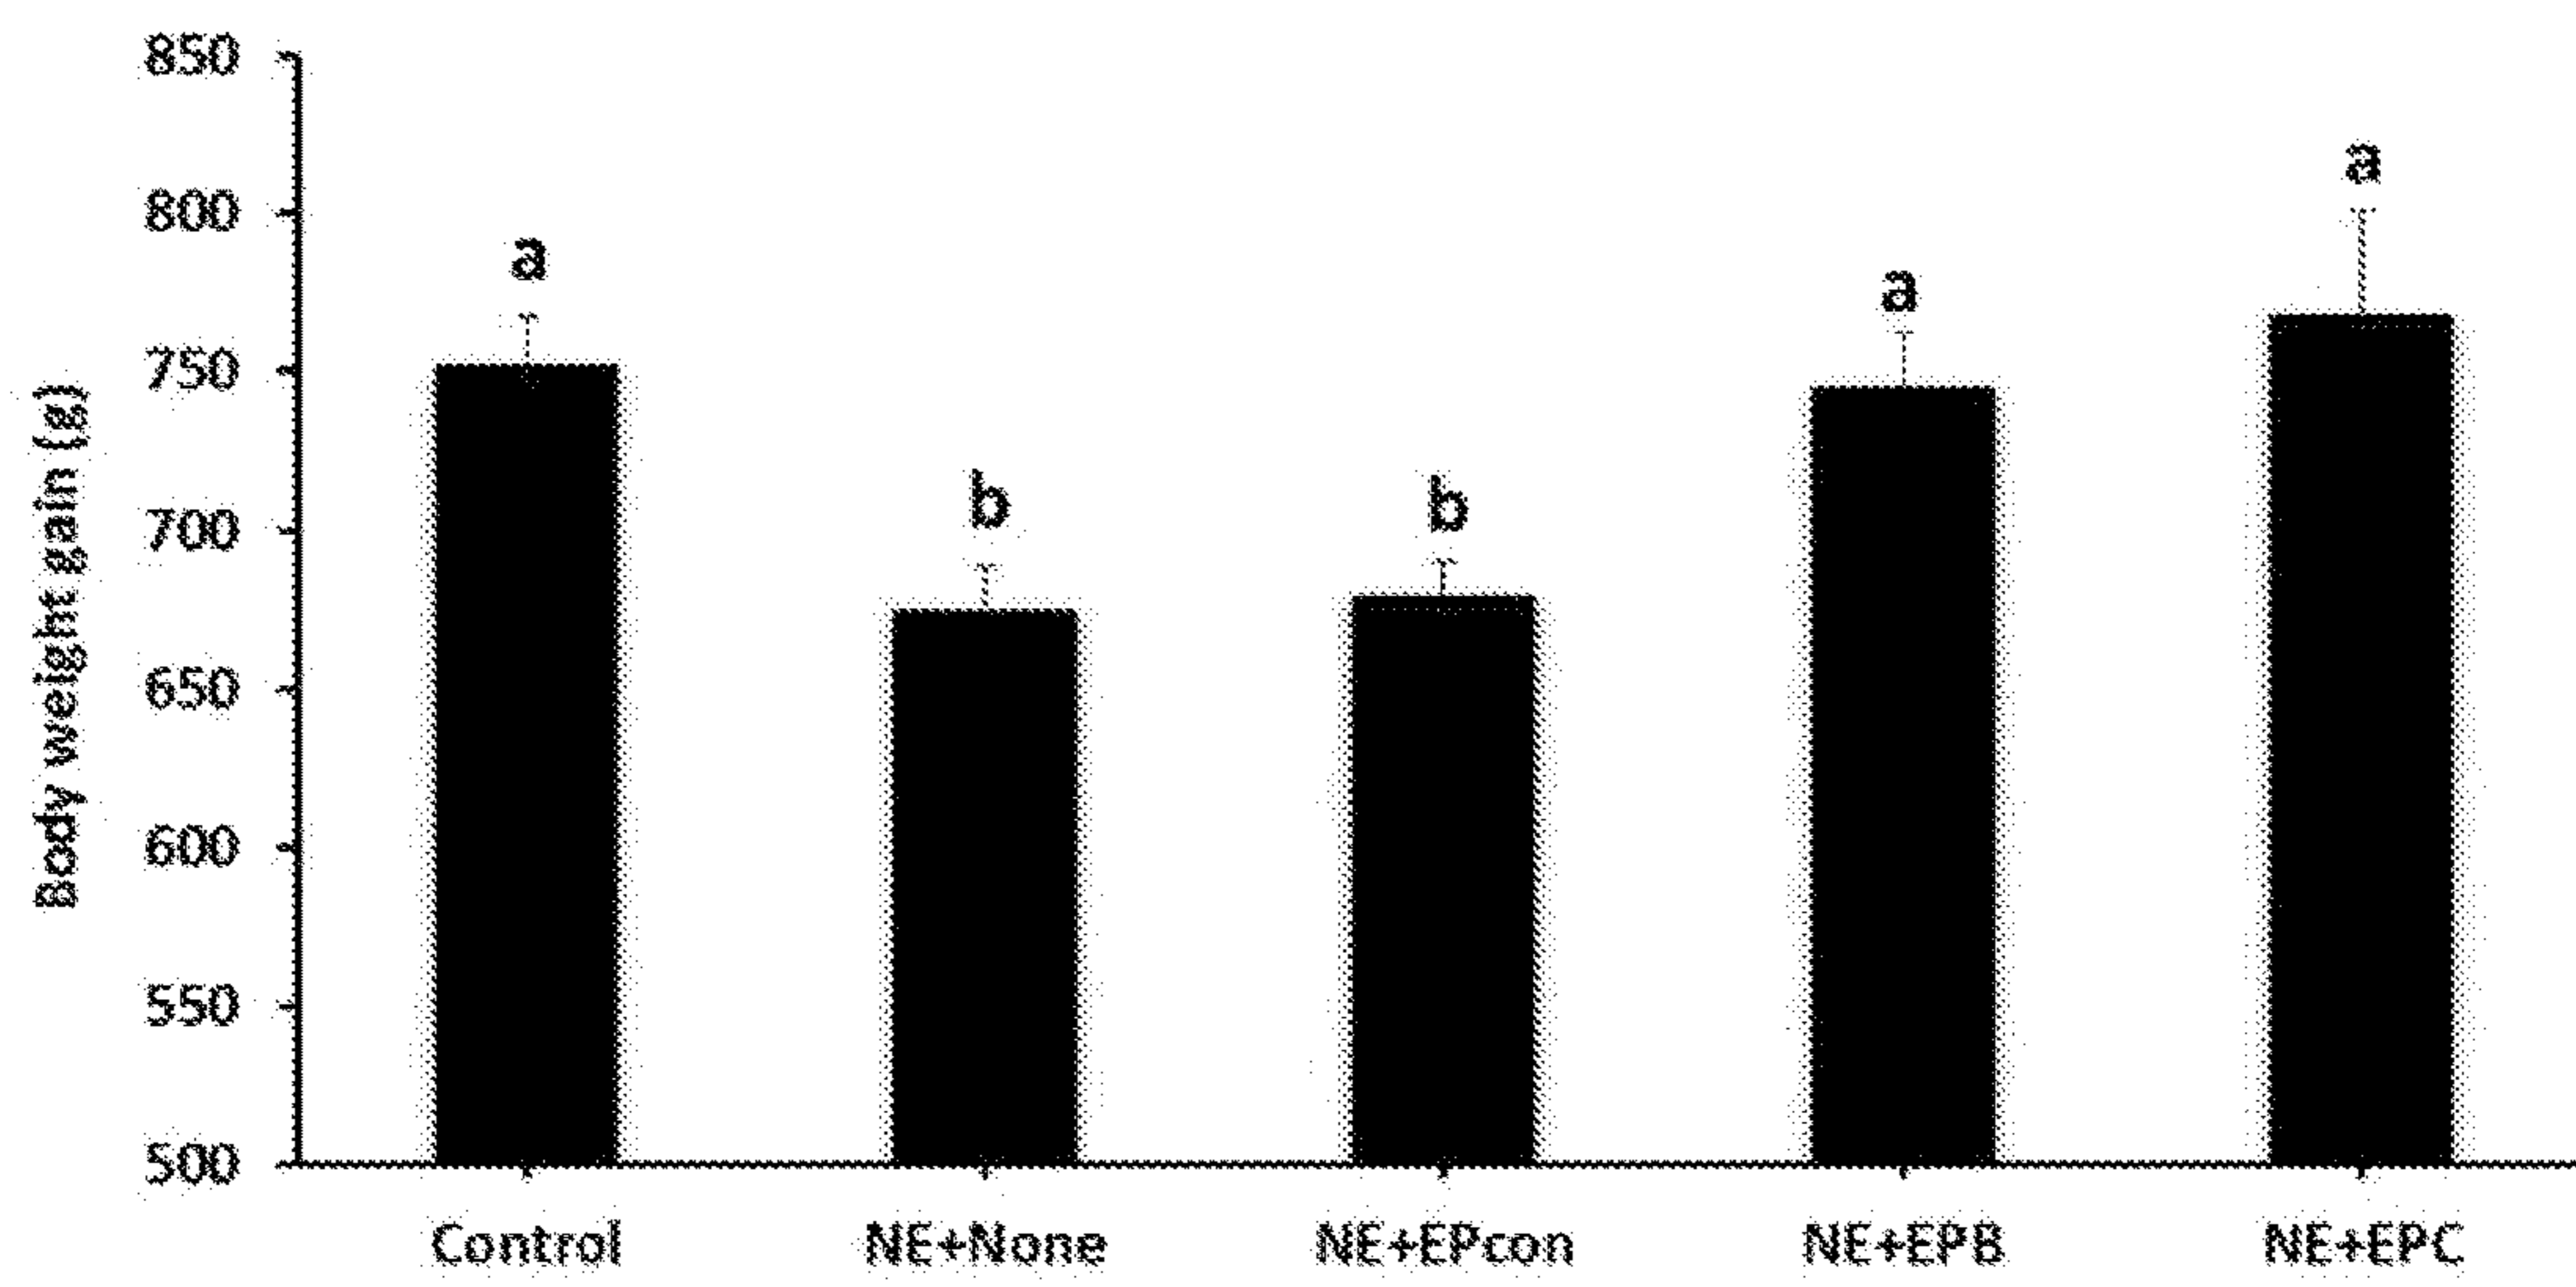 850
800
750
700
650
600
550
500
Body weight gain (g)
a
b
b
a
a
Control
NE+None
NE+EPcon
NE+EPB
NE+EPC